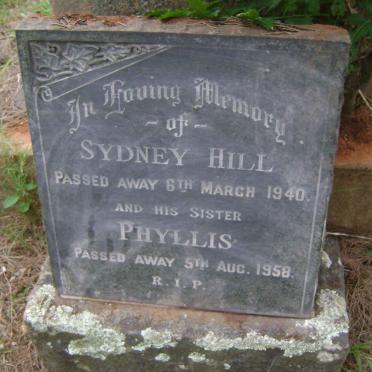 In Loving Memory
- of -
SYDNEY HILL
PASSED AWAY 6TH MARCH 1940.
AND HIS SISTER
PHYLLIS
PASSED AWAY 5TH AUG. 1958.
R.I.P.